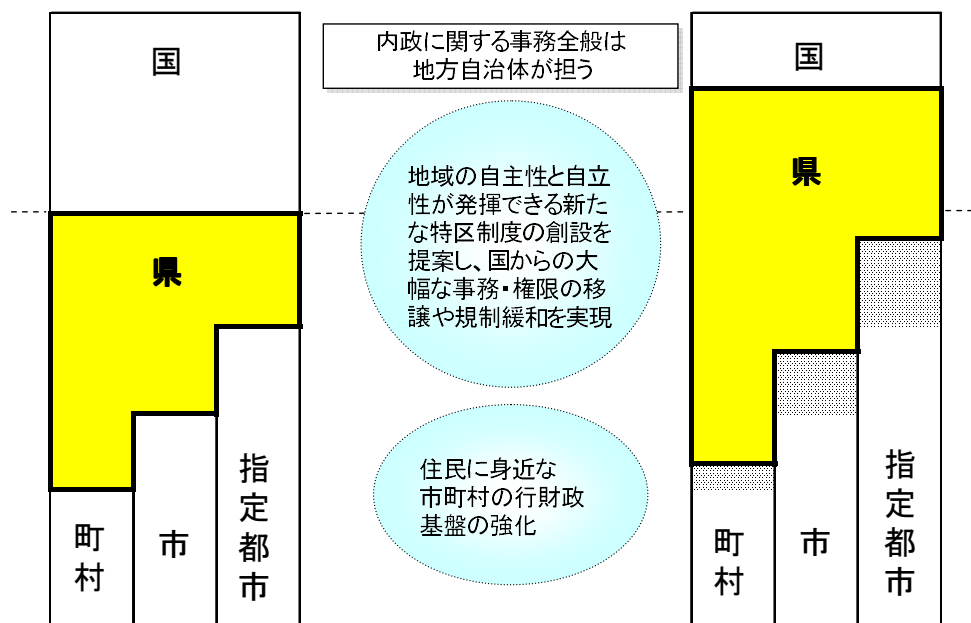 国
県
町村
市
指定都市
内政に関する事務全般は
地方自治体が担う
地域の自主性と自立
性が発揮できる新た
な特区制度の創設を
提案し、国からの大
幅な事務・権限の移
譲や規制緩和を実現
住民に身近な
市町村の行財政
基盤の強化
国
県
町村
市
指定都市